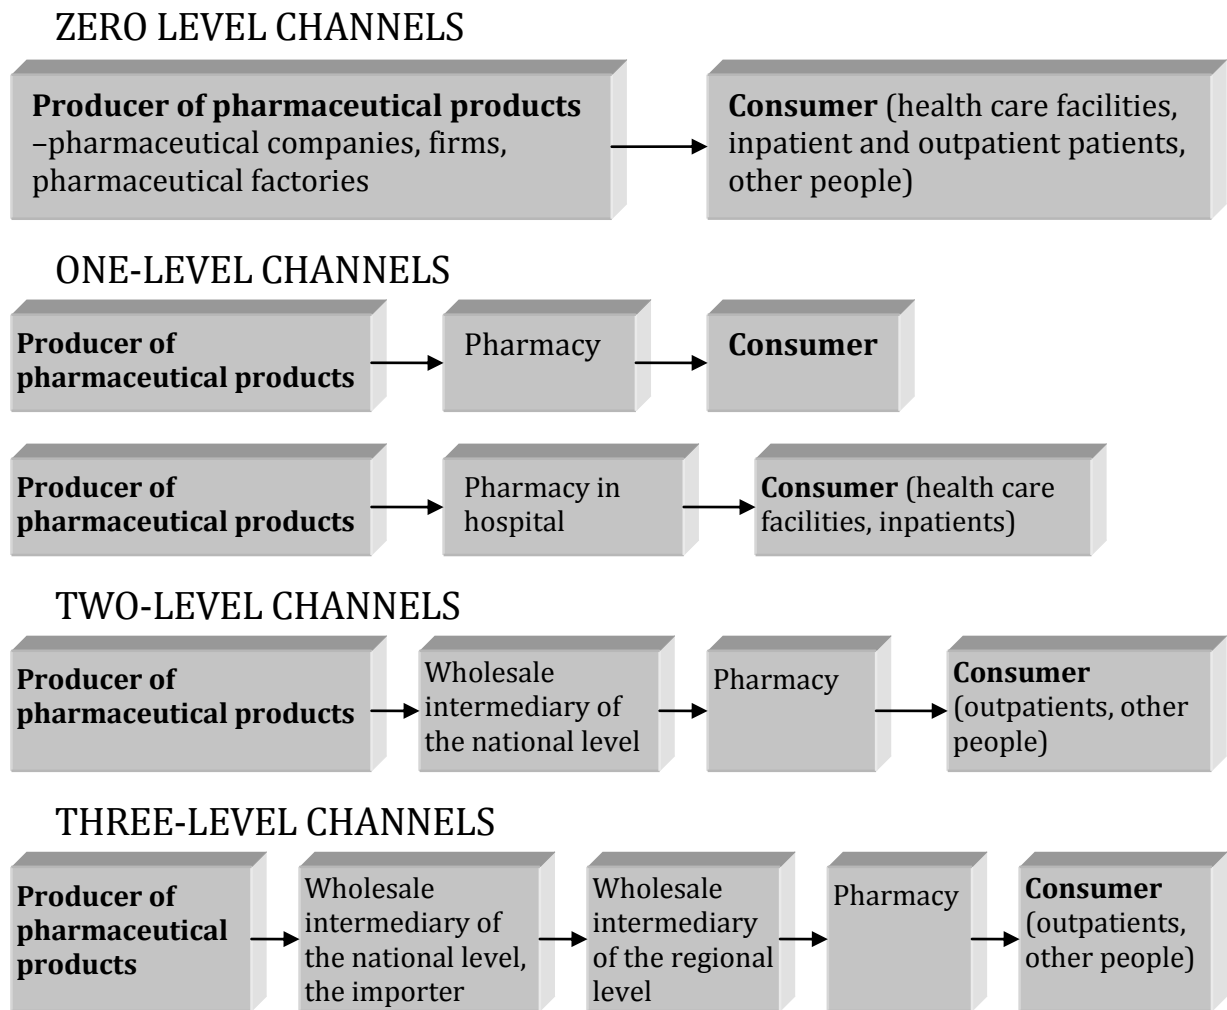 ZERO LEVEL CHANNELS
Producer of pharmaceutical products
–pharmaceutical companies, firms,
pharmaceutical factories
Consumer (health care facilities,
inpatient and outpatient patients,
other people)
ONE-LEVEL CHANNELS
Producer of
pharmaceutical products
Pharmacy
Consumer
Producer of
pharmaceutical products
Pharmacy in
hospital
Consumer (health care
facilities, inpatients)
TWO-LEVEL CHANNELS
Producer of
pharmaceutical products
Wholesale
intermediary of
the national level
Pharmacy
Consumer
(outpatients, other
people)
THREE-LEVEL CHANNELS
Producer of
pharmaceutical
products
Wholesale
intermediary of
the national level,
the importer
Wholesale
intermediary
of the regional
level
Pharmacy
Consumer
(outpatients,
other people)